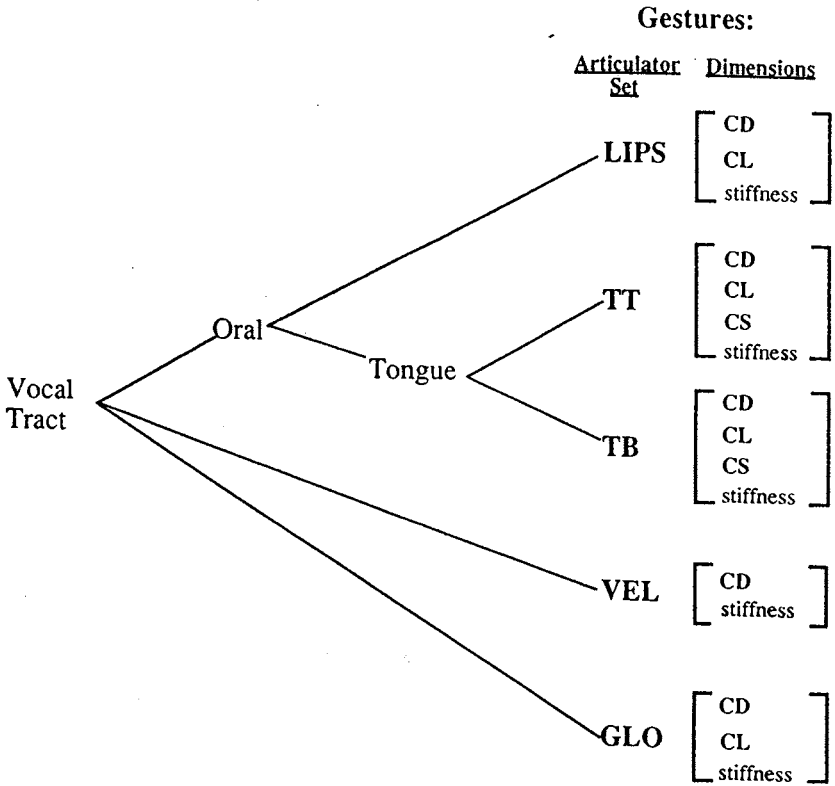 Gestures:
Articulator Dimensions
Set
CD
LIPS CL
stiffness
CD
TT CL
CS
stiffness
Oral
Tongue
Vocal
Tract
CD
TB CL
CS
stiffness
VEL CD
stiffness
CD
GLO CL
stiffness